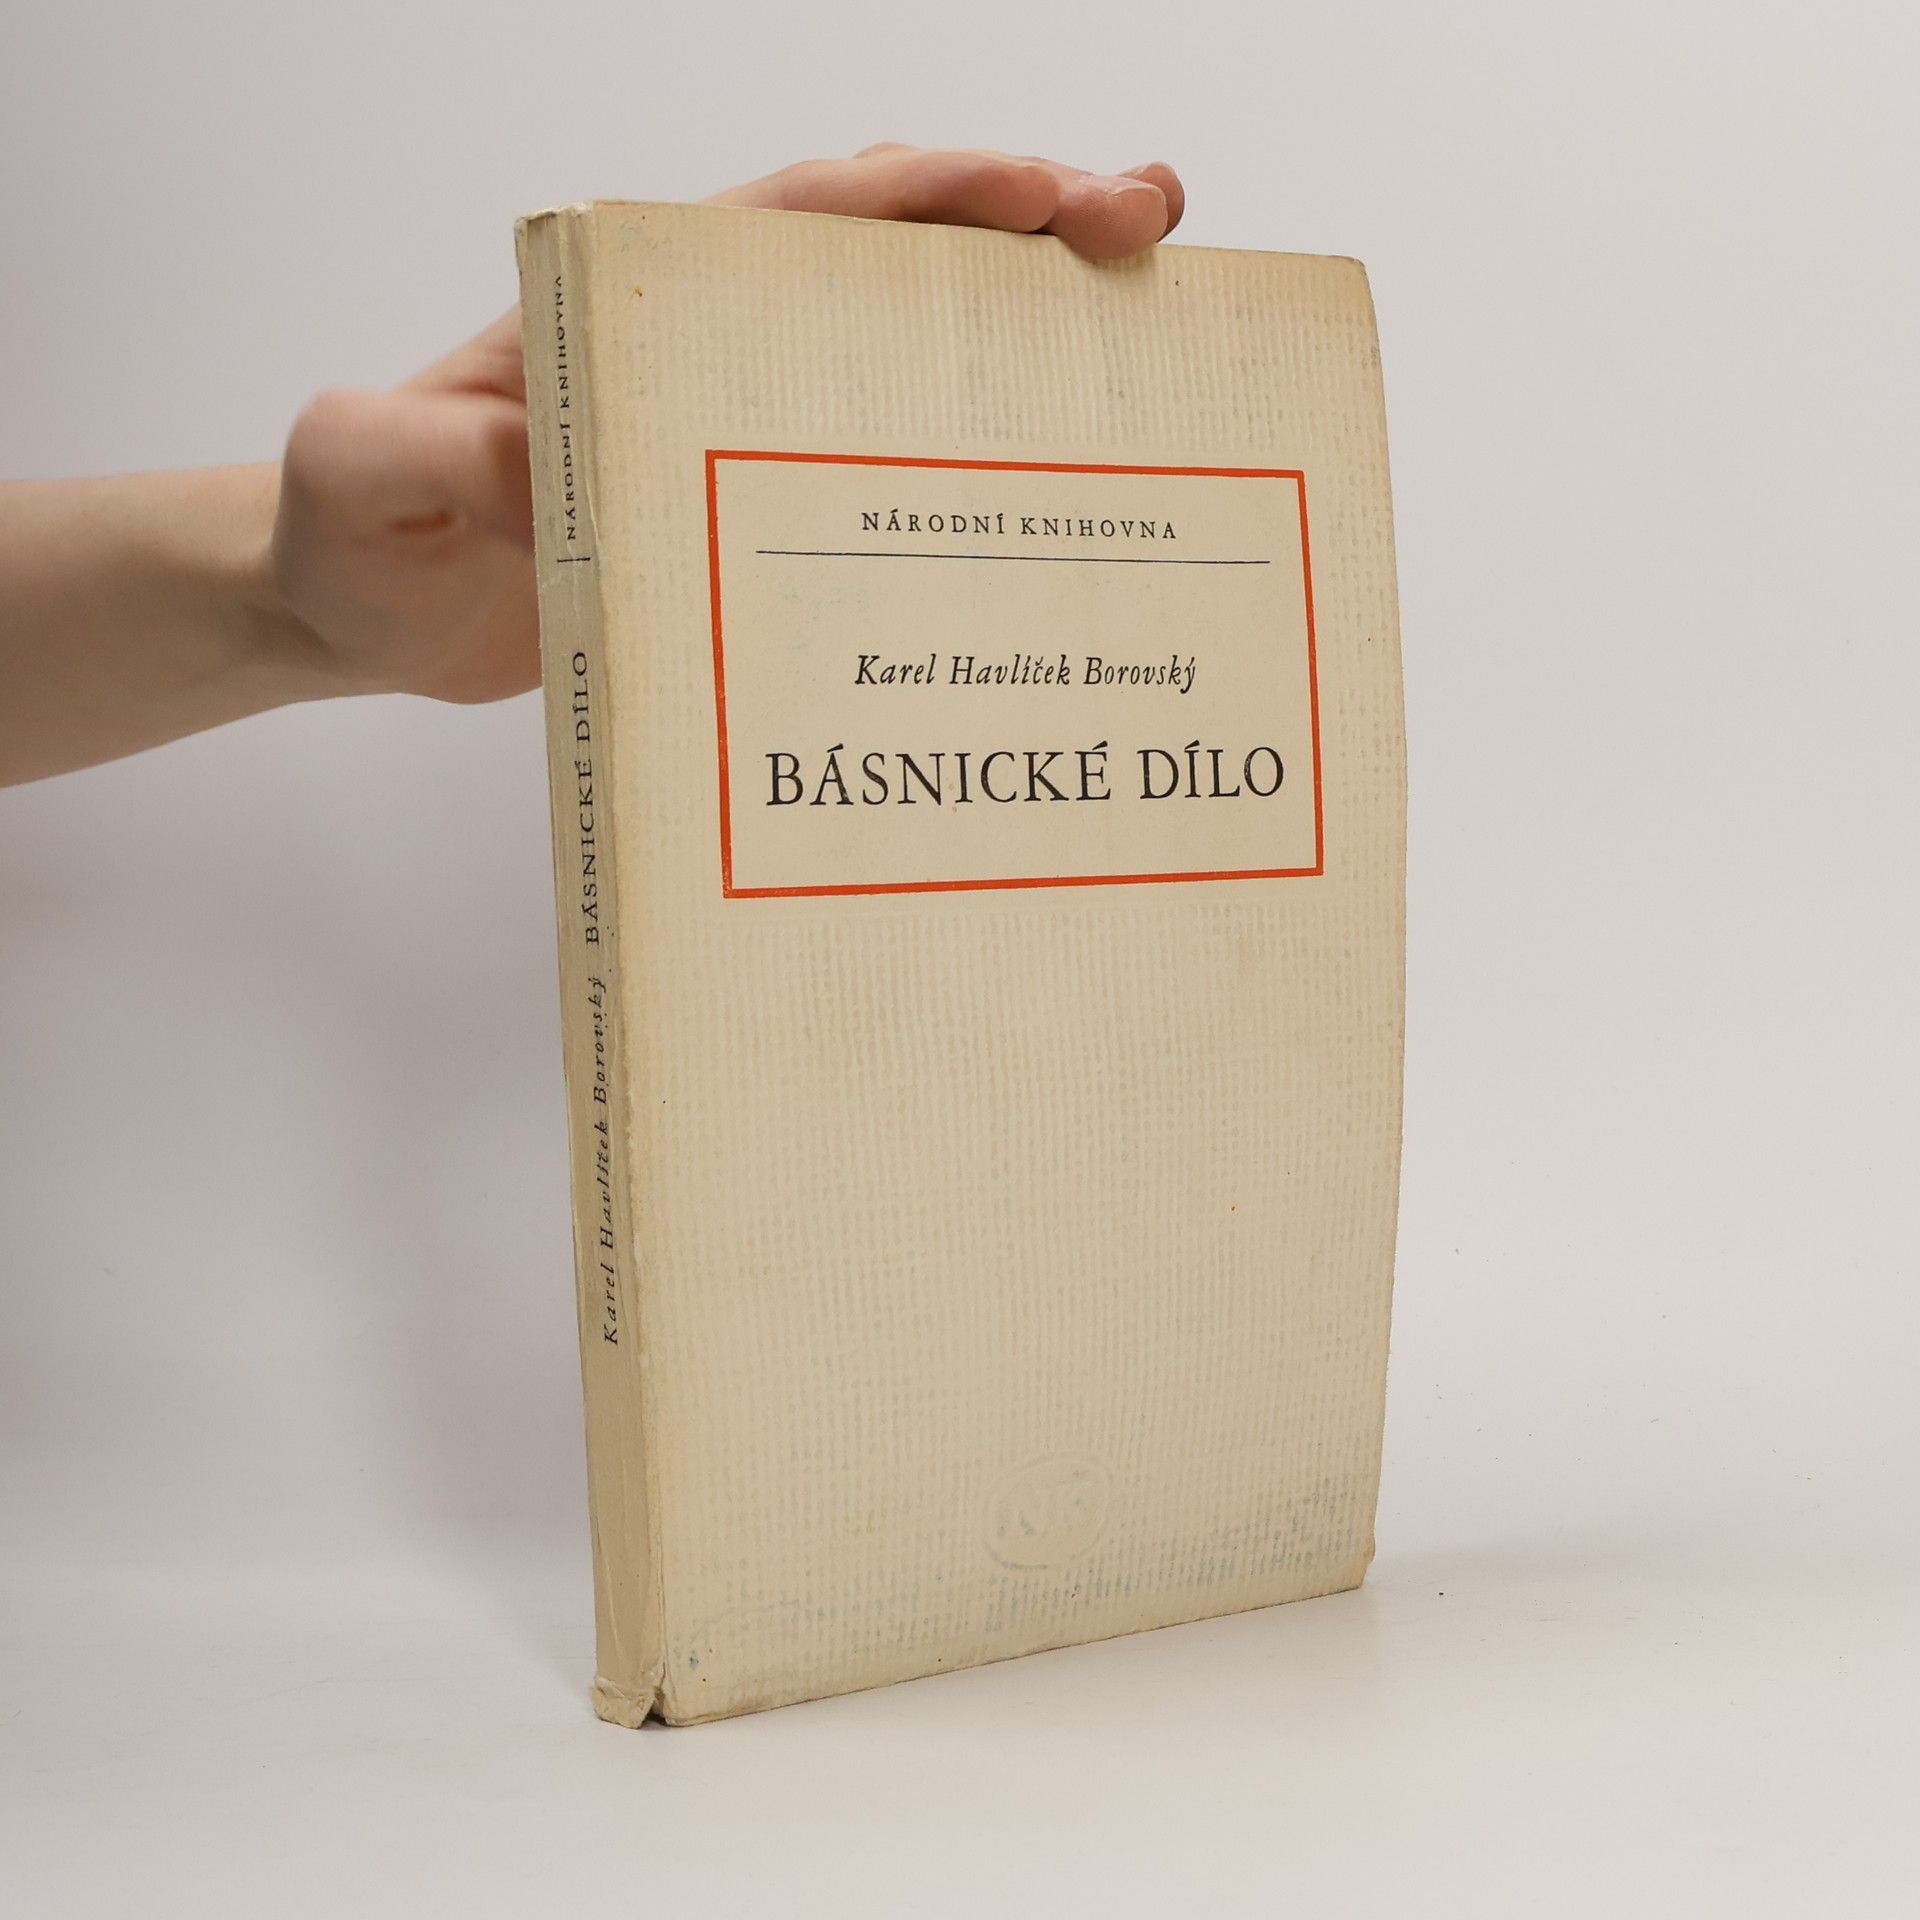 NÁRODNÍ KNIHOVNA
Karel Havlíček Borovský
BÁSNICKÉ DÍLO
Karel Havlíček Borovský BÁSNICKÉ DÍLO NÁRODNÍ KNIHOVNA